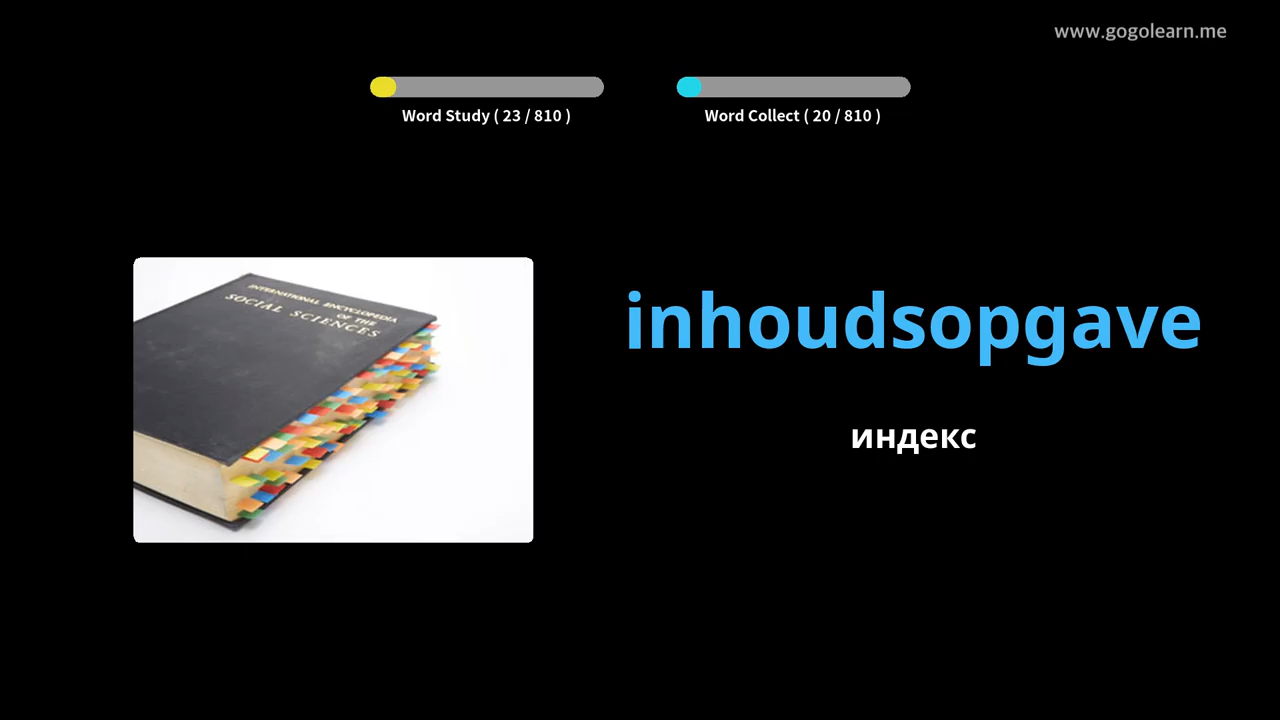 www.gogolearn.me
Word Study ( 23 / 810 )
Word Collect ( 20 / 810 )
INTERNATIONAL ENCYCLOPEDIA
OF THE
SOCIAL SCIENCES
inhoudsopgave
индекс